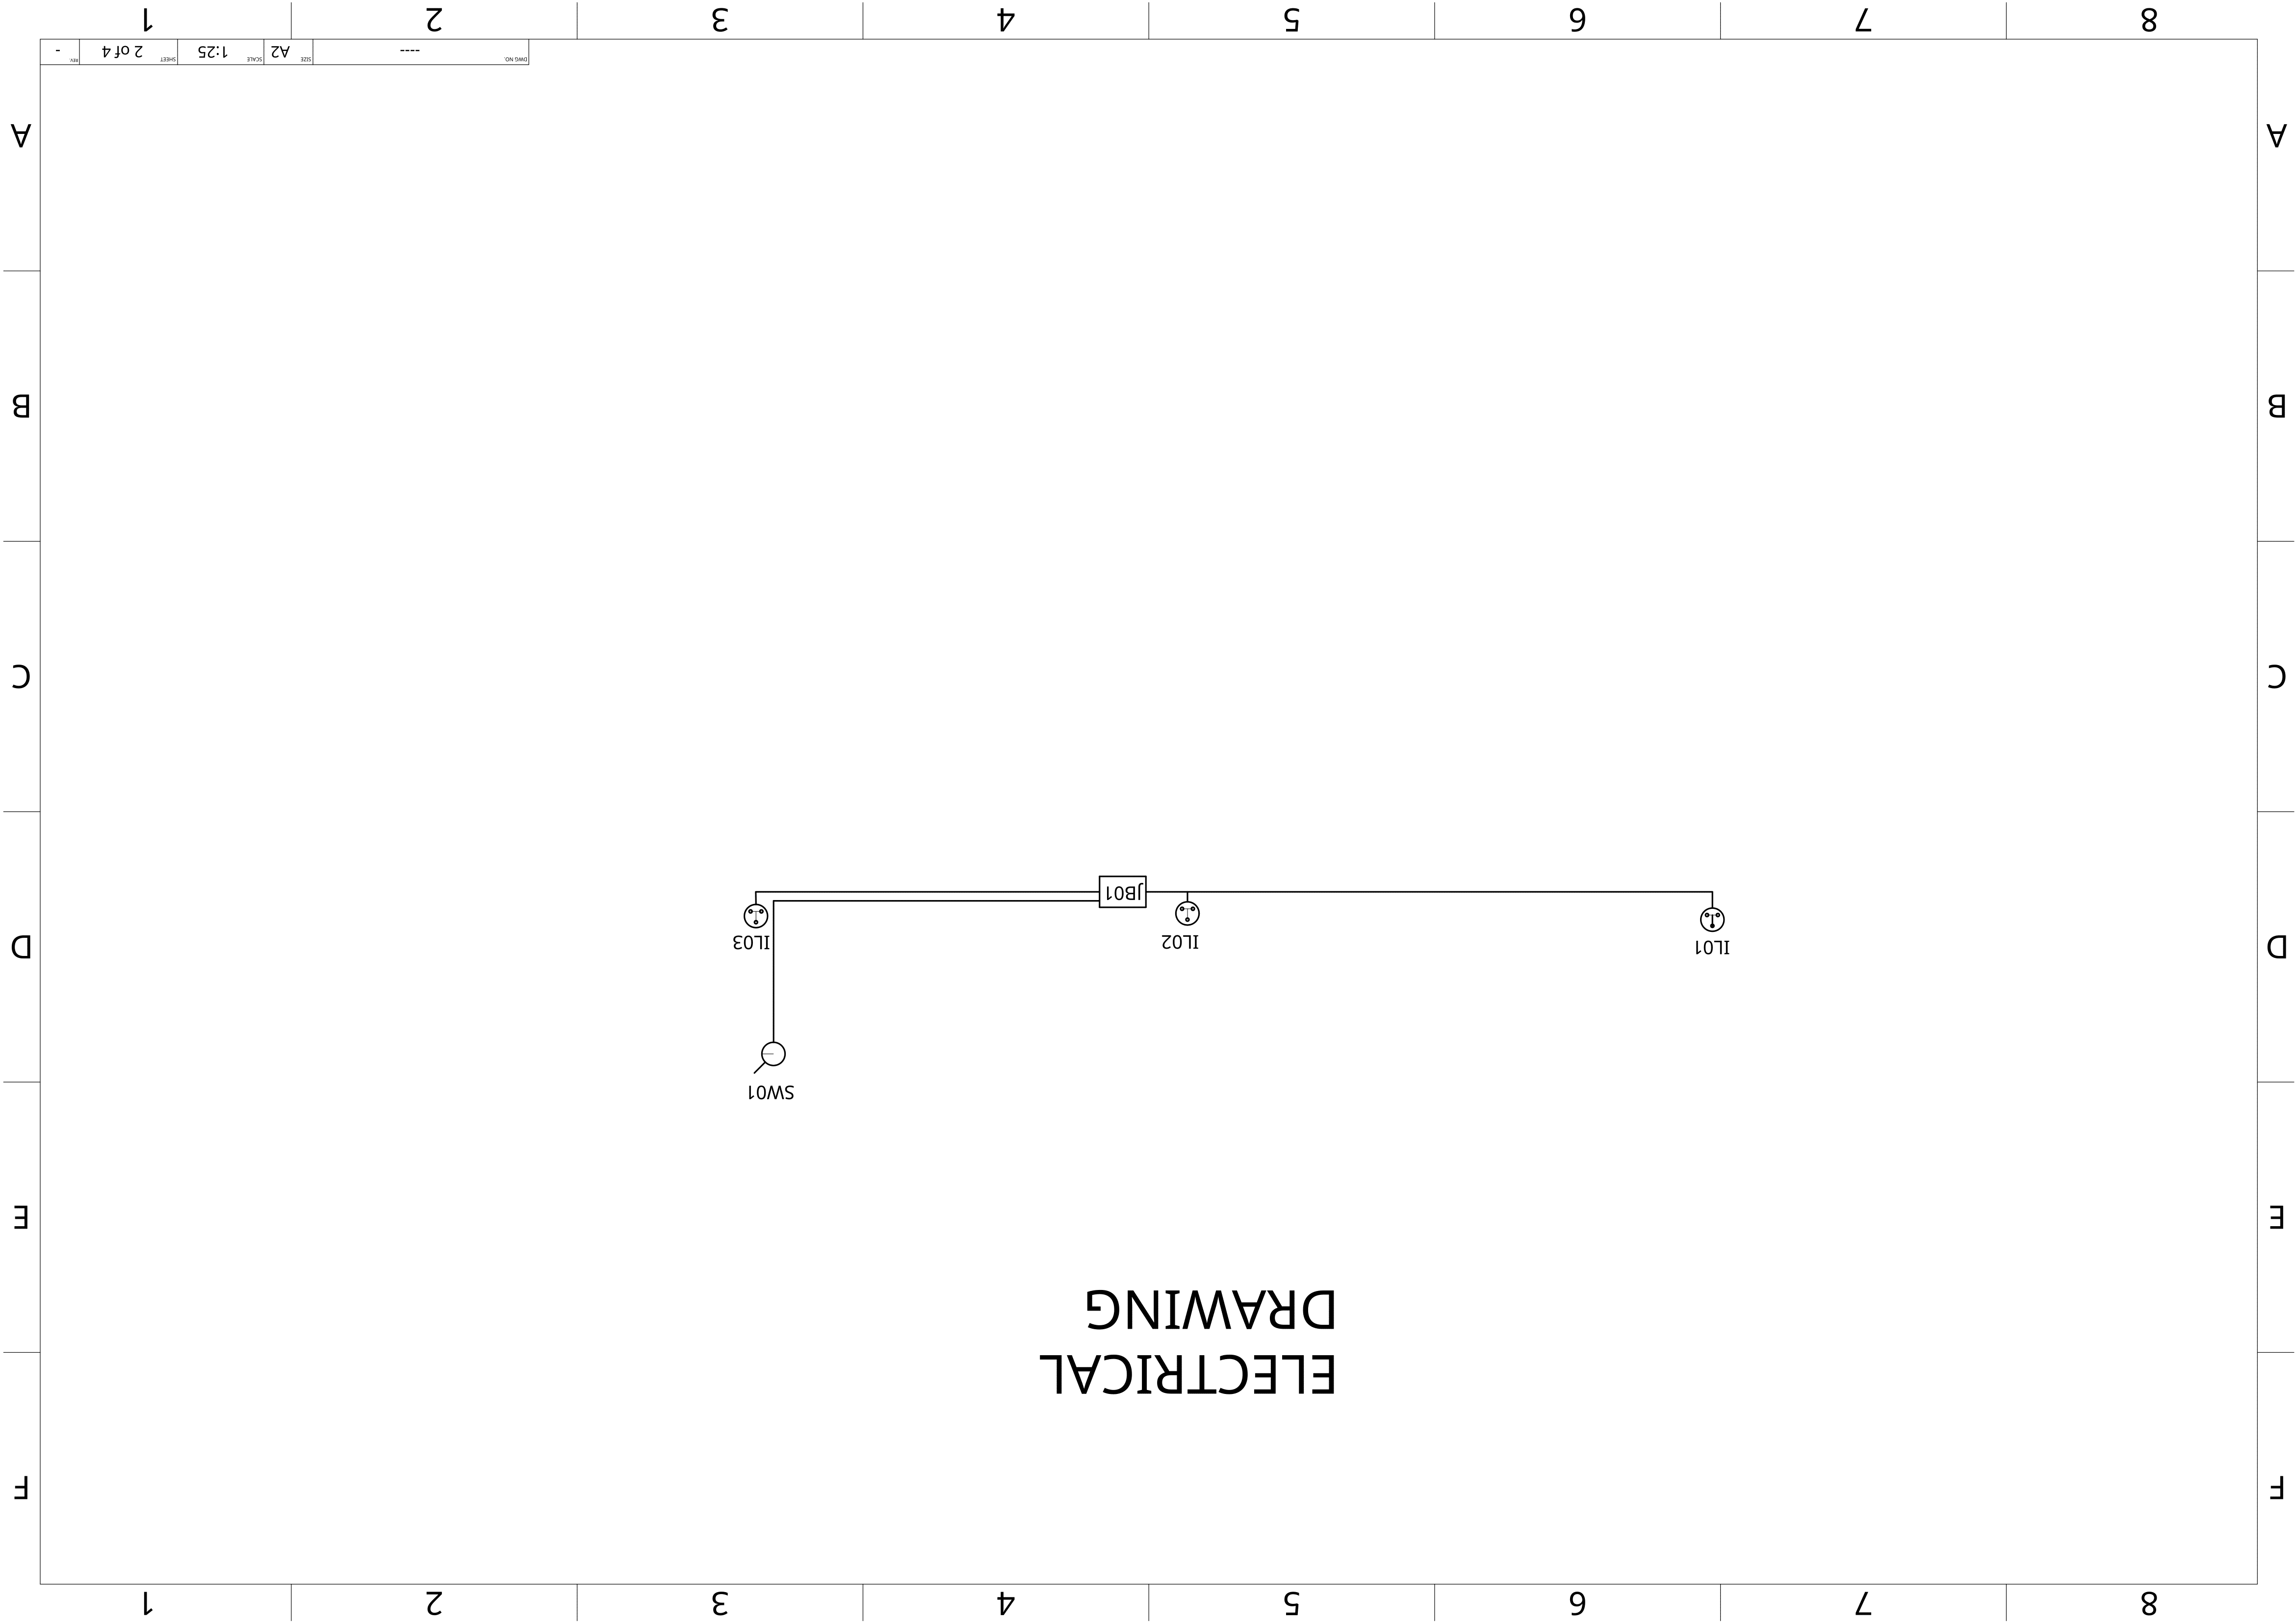 8 7 6 5 4 3 2 1
F F
ELECTRICAL
DRAWING
E E
SW01
D IL01 IL02 IL03 D
JB01
C C
B B
A A
DWG NO. ---- SIZE A2 SCALE 1:25 SHEET 2 of 4 REV -
8 7 6 5 4 3 2 1